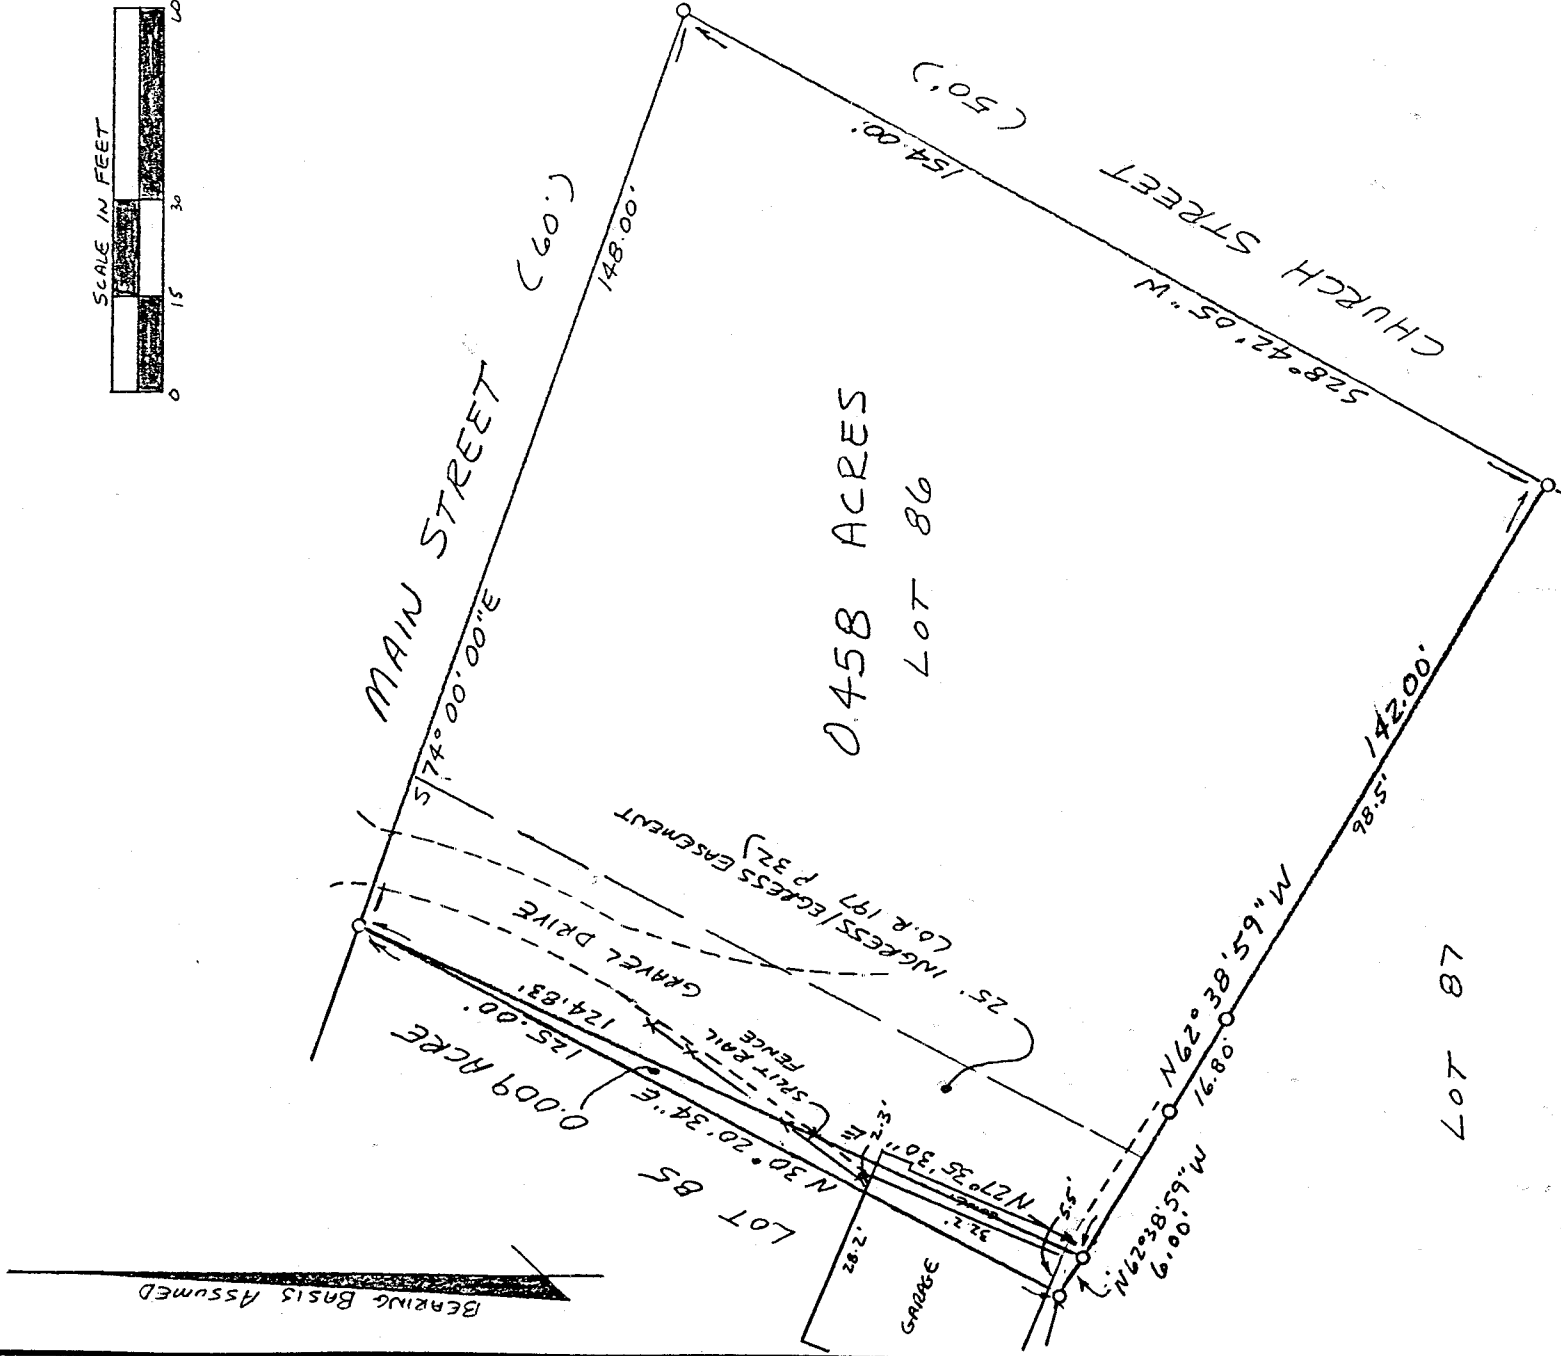 SCALE IN FEET
0 15 30 60
MAIN STREET (60')
S 74° 00' 00" E
148.00'
CHURCH STREET (50')
154.00'
S28° 42' 05" W
0.458 ACRES
LOT 86
25' INGRESS/EGRESS EASEMENT
P 32)
GRAVEL DRIVE
SPLIT RAIL
FENCE
124.83'
125.00'
0.009 ACRE
N 30° 20' 34" E
N27° 35' 30" E
LOT 85
2.3'
32.2'
5.5'
28.2'
GARAGE
N62° 38' 59" W
6.00'
16.80'
N 62° 38' 59" W
142.00'
98.5'
LOT 87
BEARING BASIS ASSUMED